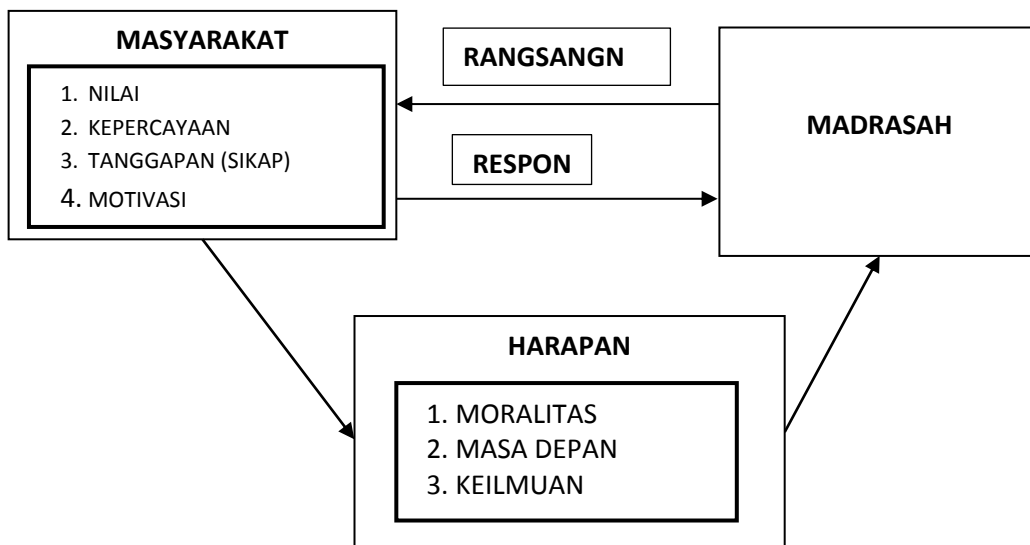 MASYARAKAT
1. NILAI
2. KEPERCAYAAN
3. TANGGAPAN (SIKAP)
4. MOTIVASI
RANGSANGN
RESPON
MADRASAH
HARAPAN
1. MORALITAS
2. MASA DEPAN
3. KEILMUAN